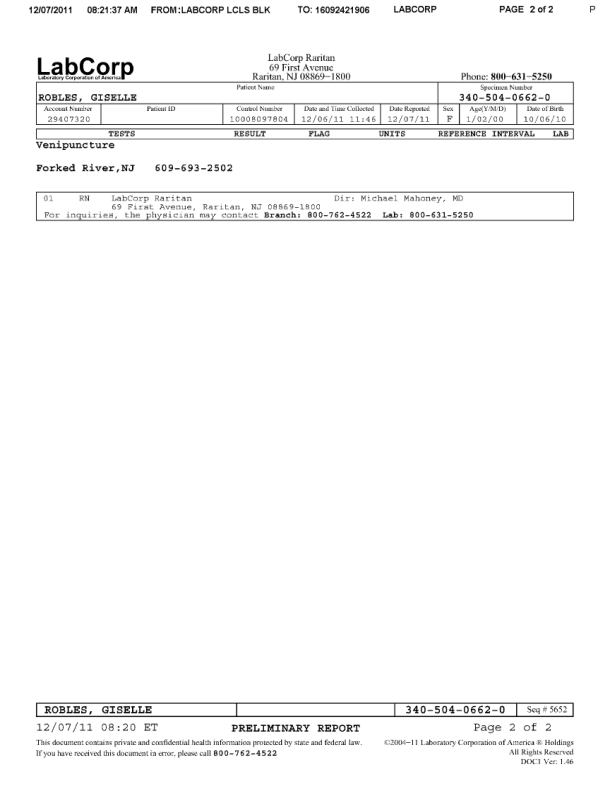 12/07/2011 08:21:37 AM FROM:LABCORP LCLS BLK TO: 16092421906 LABCORP PAGE 2 of 2 P
LabCorp
Laboratory Corporation of America
LabCorp Raritan
69 First Avenue
Raritan, NJ 08869-1800 Phone: 800-631-5250
Patient Name Specimen Number
ROBLES, GISELLE 340-504-0662-0
Account Number Patient ID Control Number Date and Time Collected Date Reported Sex Age(Y/M/D) Date of Birth
29407320 10008097804 12/06/11 11:46 12/07/11 F 1/02/00 10/06/10
TESTS RESULT FLAG UNITS REFERENCE INTERVAL LAB
Venipuncture
Forked River,NJ 609-693-2502
01 RN LabCorp Raritan Dir: Michael Mahoney, MD
69 First Avenue, Raritan, NJ 08869-1800
For inquiries, the physician may contact Branch: 800-762-4522 Lab: 800-631-5250
ROBLES, GISELLE 340-504-0662-0 Seq # 5652
12/07/11 08:20 ET PRELIMINARY REPORT Page 2 of 2
This document contains private and confidential health information protected by state and federal law. ©2004-11 Laboratory Corporation of America ® Holdings
If you have received this document in error, please call 800-762-4522 All Rights Reserved
DOC1 Ver: 1.46